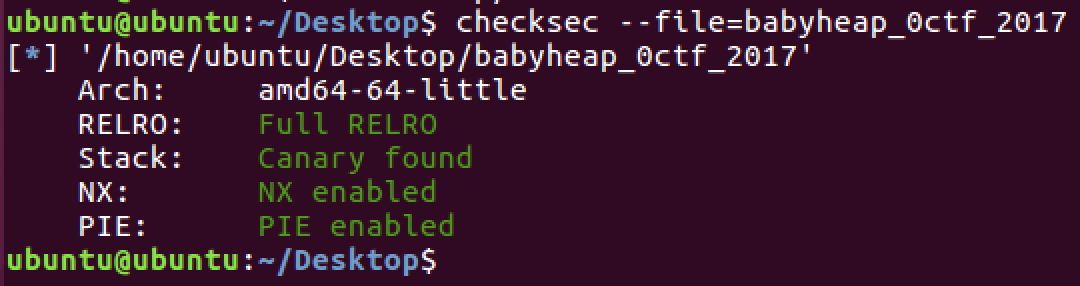 ubuntu@ubuntu:~/Desktop$ checksec --file=babyheap_0ctf_2017
[*] '/home/ubuntu/Desktop/babyheap_0ctf_2017'
    Arch:     amd64-64-little
    RELRO:    Full RELRO
    Stack:    Canary found
    NX:       NX enabled
    PIE:      PIE enabled
ubuntu@ubuntu:~/Desktop$